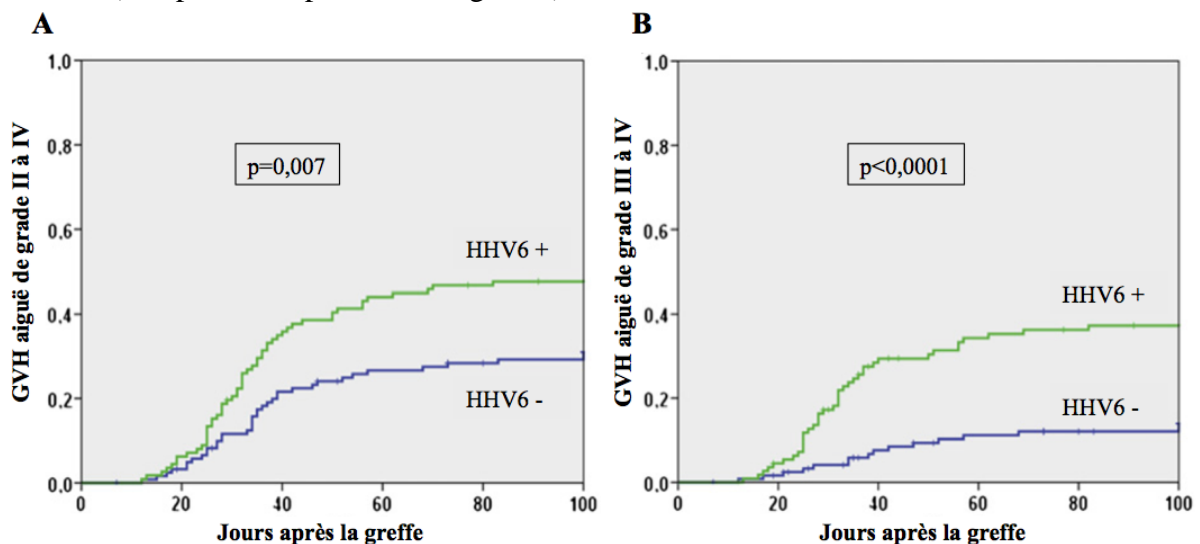 A
1,0
0,8
0,6
0,4
0,2
0,0
0
20
40
60
80
100
GVH aiguë de grade II à IV
p=0,007
HHV6 +
HHV6 -
Jours après la greffe
B
1,0
0,8
0,6
0,4
0,2
0,0
0
20
40
60
80
100
GVH aiguë de grade III à IV
p<0,0001
HHV6 +
HHV6 -
Jours après la greffe